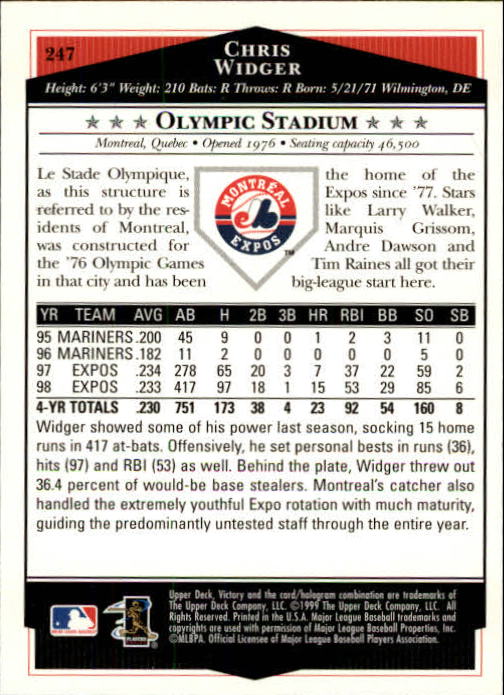 247
CHRIS
WIDGER
Height: 6'3" Weight: 210 Bats: R Throws: R Born: 5/21/71 Wilmington, DE
OLYMPIC STADIUM
Montreal, Quebec • Opened 1976 • Seating capacity 46,500
Le Stade Olympique,
as this structure is
referred to by the res-
idents of Montreal,
was constructed for
the '76 Olympic Games
in that city and has been
MONTRÉAL
EXPOS
TM
the home of the
Expos since '77. Stars
like Larry Walker,
Marquis Grissom,
Andre Dawson and
Tim Raines all got their
big-league start here.
YR TEAM AVG AB H 2B 3B HR RBI BB SO SB
95 MARINERS .200 45 9 0 0 1 2 3 11 0
96 MARINERS .182 11 2 0 0 0 0 0 5 0
97 EXPOS .234 278 65 20 3 7 37 22 59 2
98 EXPOS .233 417 97 18 1 15 53 29 85 6
4-YR TOTALS .230 751 173 38 4 23 92 54 160 8
Widger showed some of his power last season, socking 15 home
runs in 417 at-bats. Offensively, he set personal bests in runs (36),
hits (97) and RBI (53) as well. Behind the plate, Widger threw out
36.4 percent of would-be base stealers. Montreal's catcher also
handled the extremely youthful Expo rotation with much maturity,
guiding the predominantly untested staff through the entire year.
Upper Deck, Victory and the card/hologram combination are trademarks of
The Upper Deck Company, LLC. ©1999 The Upper Deck Company, LLC. All
Rights Reserved. Printed in the U.S.A. Major League Baseball trademarks and
copyrights are used with permission of Major League Baseball Properties, Inc.
©MLBPA. Official Licensee of Major League Baseball Players Association.
PLAYERS